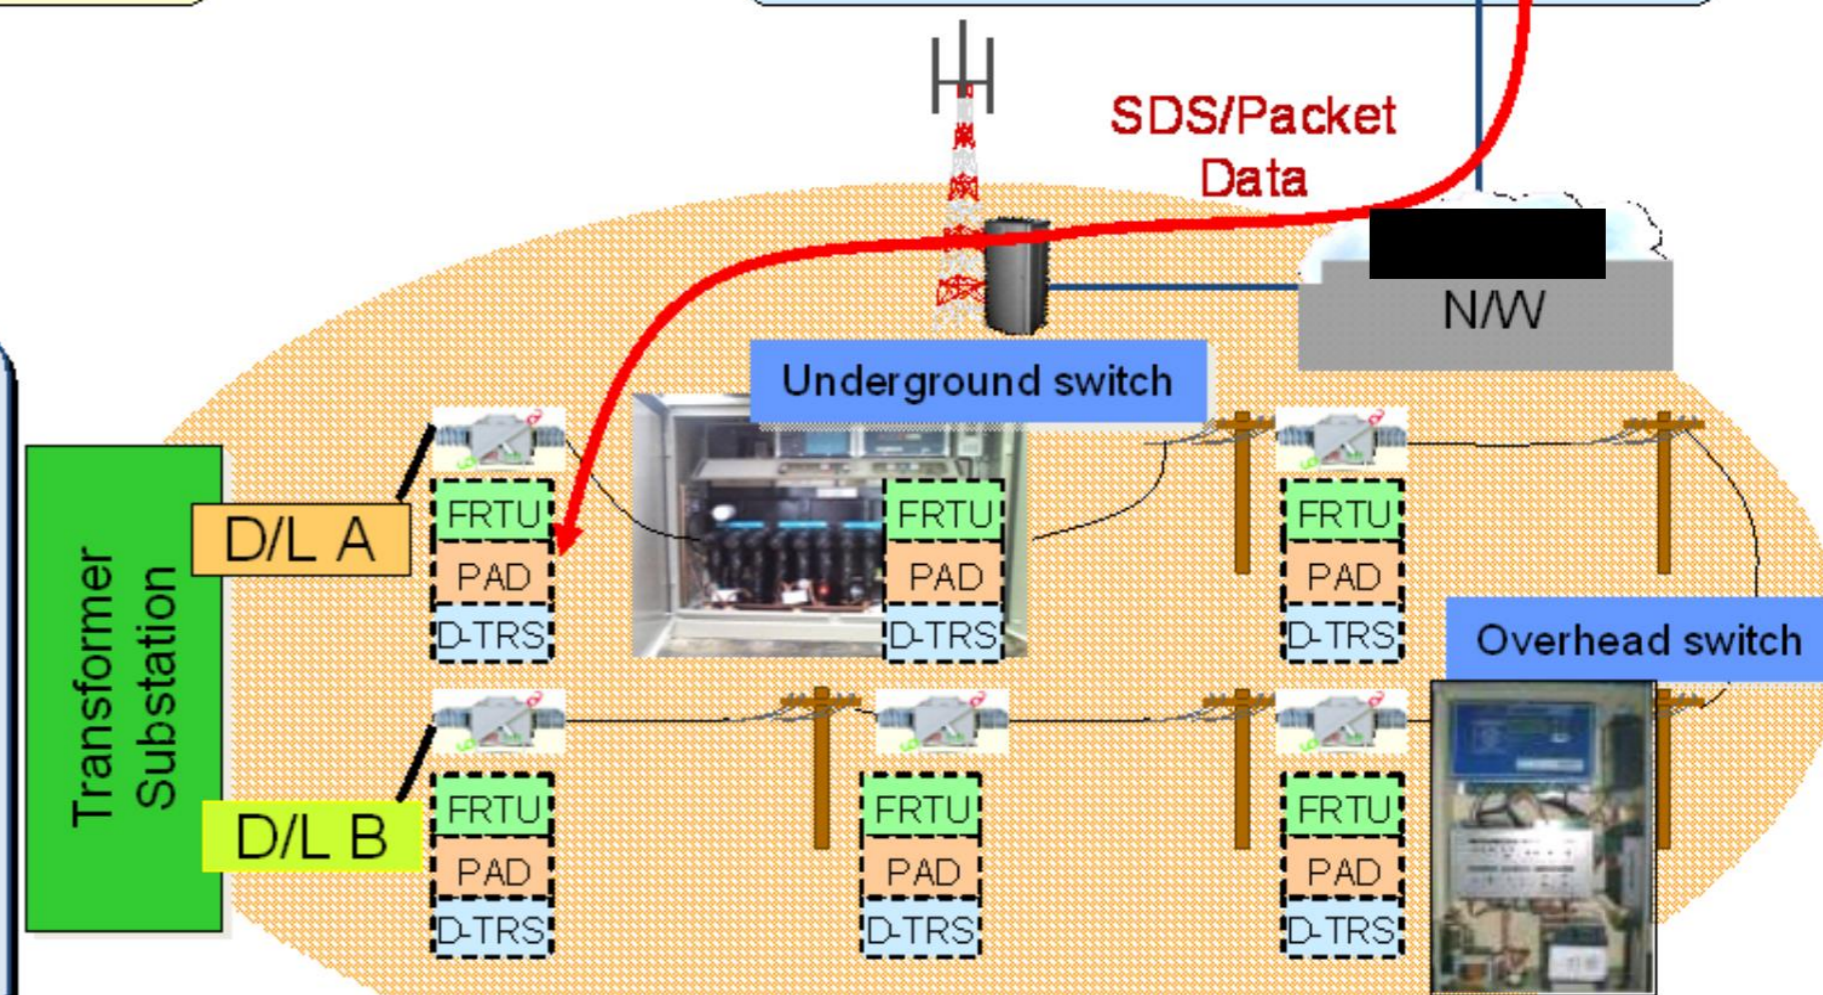 SDS/Packet
Data
N/W
Underground switch
Transformer
Substation
D/L A
FRTU
PAD
D-TRS
FRTU
PAD
D-TRS
FRTU
PAD
D-TRS
Overhead switch
D/L B
FRTU
PAD
D-TRS
FRTU
PAD
D-TRS
FRTU
PAD
D-TRS